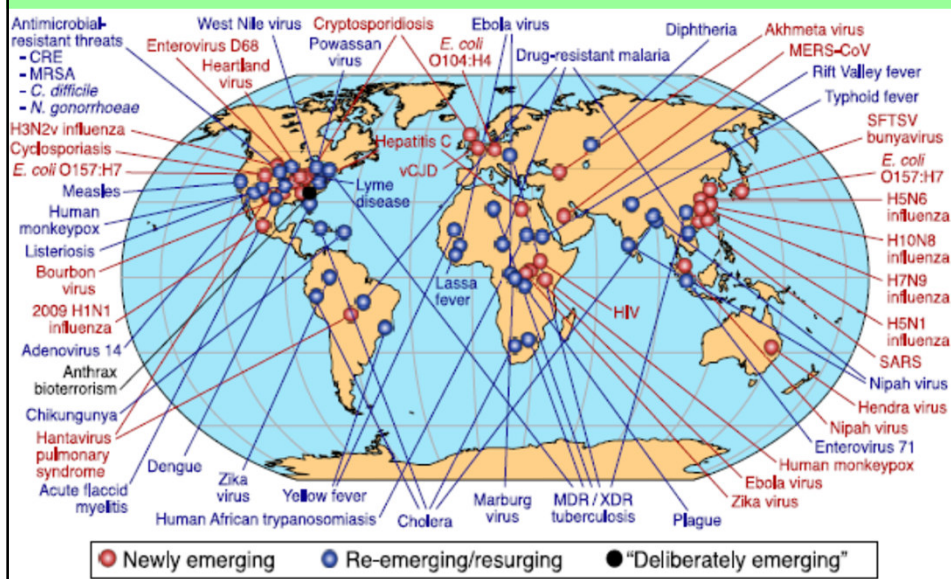 Antimicrobial-
resistant threats
- CRE
- MRSA
- C. difficile
- N. gonorrhoeae
West Nile virus
Enterovirus D68
Heartland
virus
Cryptosporidiosis
Powassan
virus
E. coli
O104:H4
Ebola virus
Drug-resistant malaria
Diphtheria
Akhmeta virus
MERS-CoV
Rift Valley fever
Typhoid fever
SFTSV
bunyavirus
E. coli
O157:H7
H5N6
influenza
H10N8
influenza
H7N9
influenza
H5N1
influenza
SARS
Nipah virus
Hendra virus
Nipah virus
Enterovirus 71
Human monkeypox
Ebola virus
Zika virus
H3N2v influenza
Cyclosporiasis
E. coli O157:H7
Measles
Human
monkeypox
Listeriosis
Bourbon
virus
2009 H1N1
influenza
Adenovirus 14
Anthrax
bioterrorism
Chikungunya
Hantavirus
pulmonary
syndrome
Acute flaccid
myelitis
Dengue
Zika
virus
Yellow fever
Human African trypanosomiasis
Cholera
Marburg
virus
MDR / XDR
tuberculosis
Plague
Hepatitis C
vCJD
Lyme
disease
Lassa
fever
HIV
Newly emerging
Re-emerging/resurging
"Deliberately emerging"